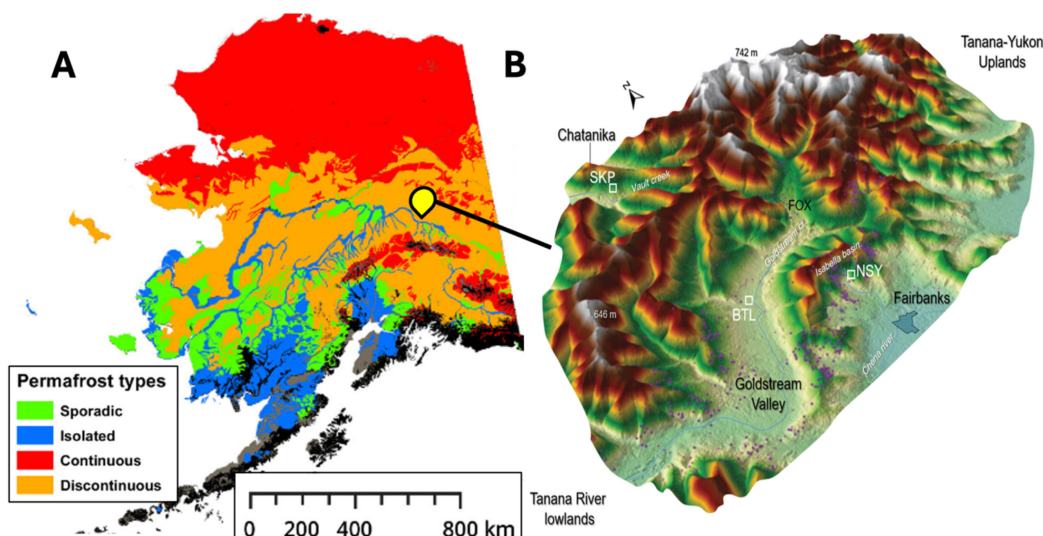 A
Permafrost types
Sporadic
Isolated
Continuous
Discontinuous
0 200 400 800 km
B
742 m
Tanana-Yukon
Uplands
N
Chatanika
SKP
Vault creek
FOX
Goldstream cr.
Isabella basin
NSY
BTL
Fairbanks
646 m
Chena river
Goldstream
Valley
Tanana River
lowlands